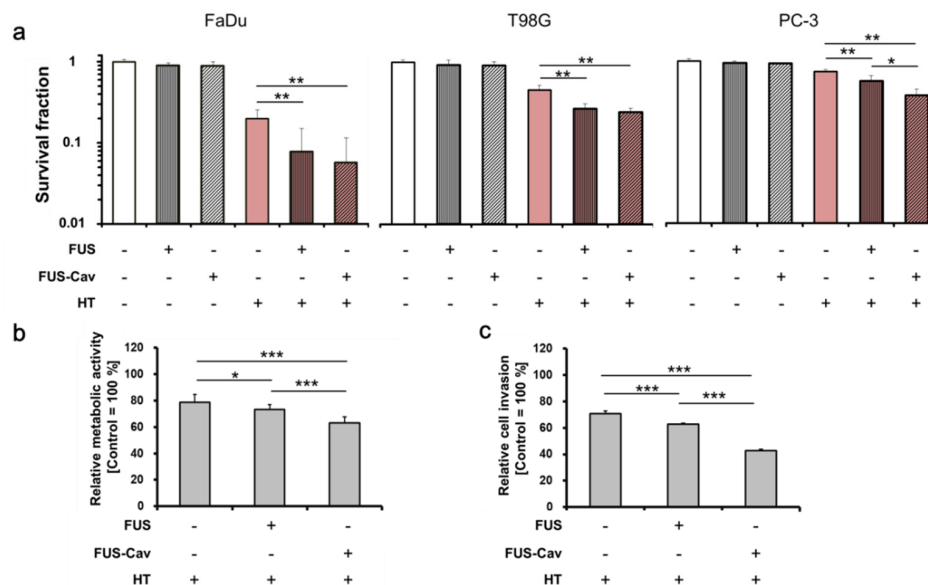 FaDu T98G PC-3
a
** ** ** ** ** ** *
Survival fraction
1
0.1
0.01
FUS - + - - + - - + - - + - - + - - + -
FUS-Cav - - + - - + - - + - - + - - + - - +
HT - - - + + + - - - + + + - - - + + +
b
Relative metabolic activity
[Control = 100 %]
120
100
80
60
40
20
0
*** * ***
FUS - + -
FUS-Cav - - +
HT + + +
c
Relative cell invasion
[Control = 100 %]
120
100
80
60
40
20
0
*** *** ***
FUS - + -
FUS-Cav - - +
HT + + +